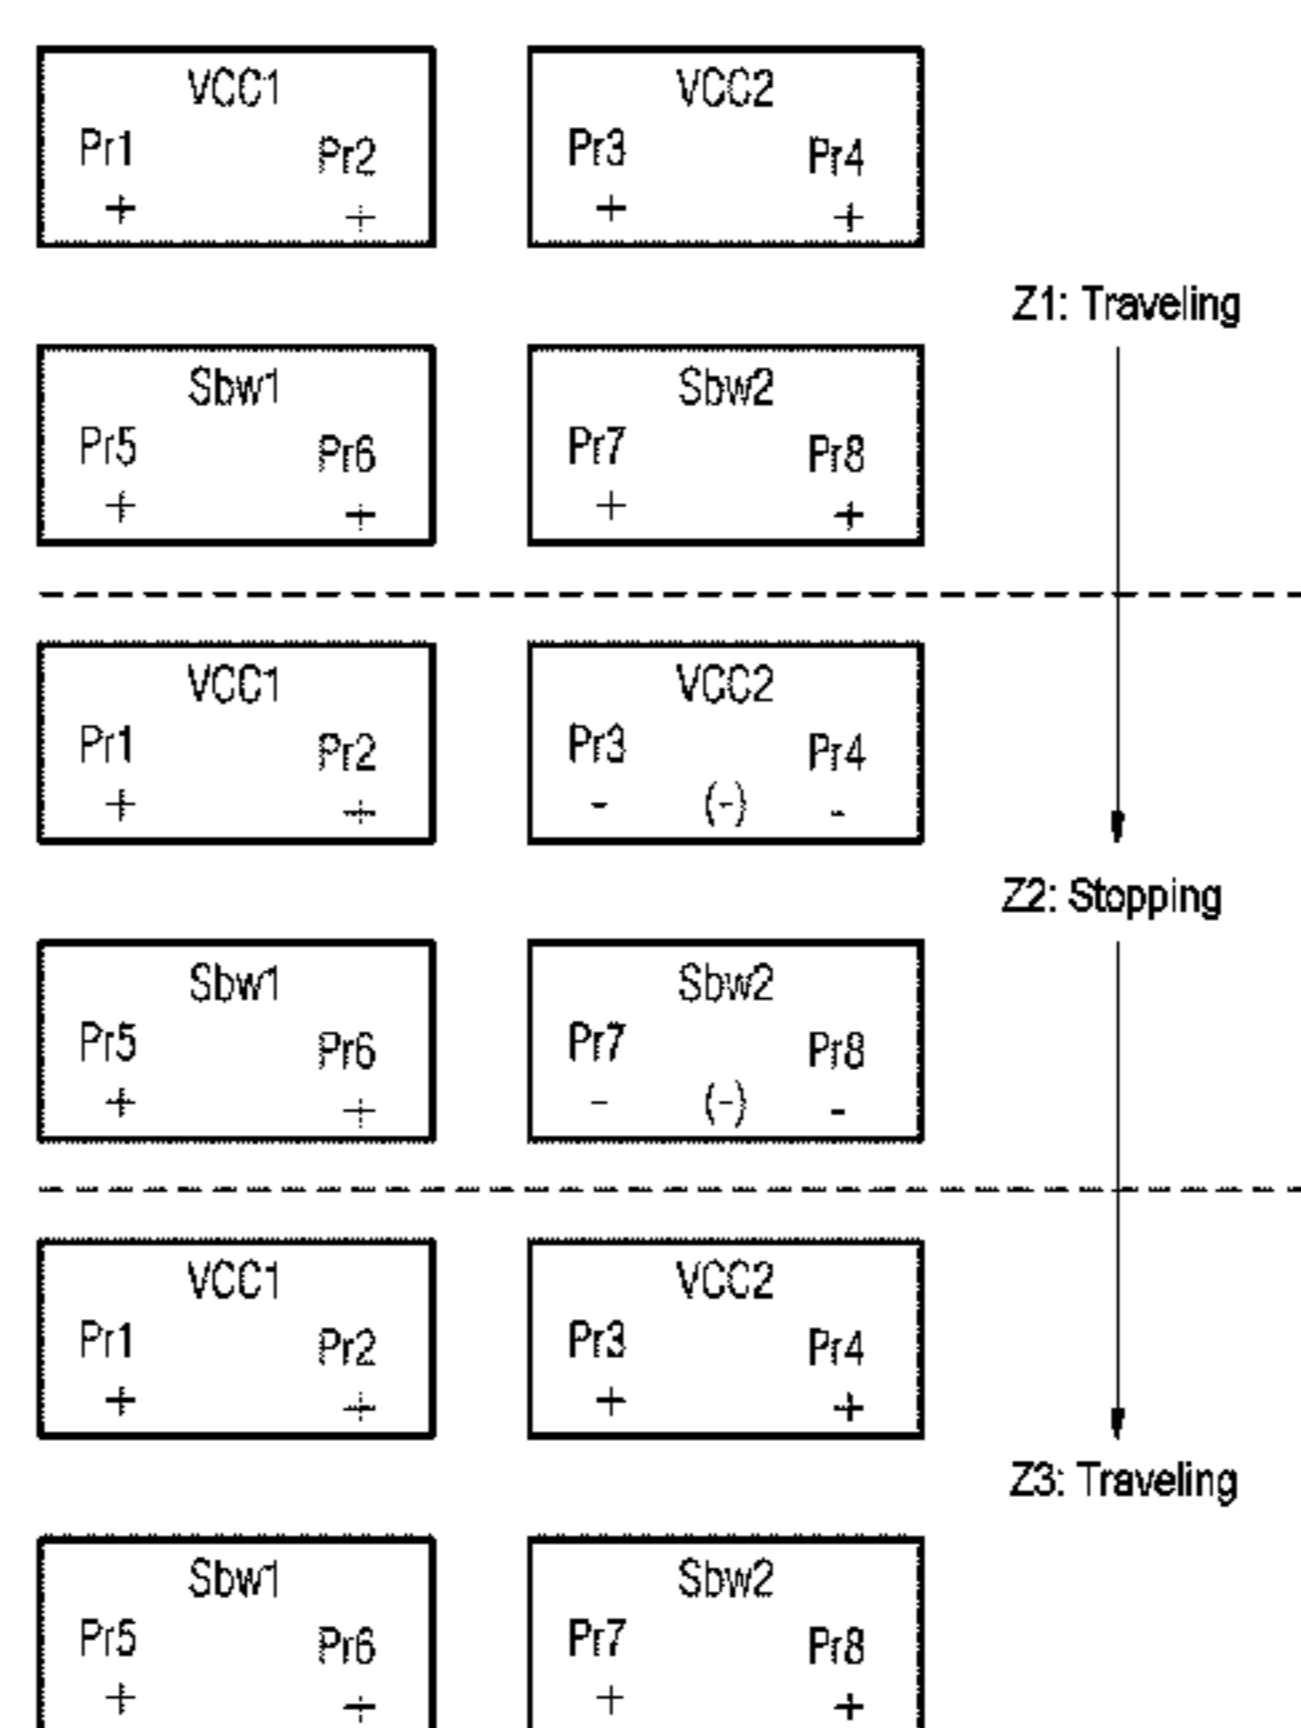 VCC1
Pr1 Pr2
+ +
VCC2
Pr3 Pr4
+ +
Z1: Traveling
Sbw1
Pr5 Pr6
+ +
Sbw2
Pr7 Pr8
+ +
VCC1
Pr1 Pr2
+ +
VCC2
Pr3 Pr4
- (-) -
Z2: Stopping
Sbw1
Pr5 Pr6
+ +
Sbw2
Pr7 Pr8
- (-) -
VCC1
Pr1 Pr2
+ +
VCC2
Pr3 Pr4
+ +
Z3: Traveling
Sbw1
Pr5 Pr6
+ +
Sbw2
Pr7 Pr8
+ +